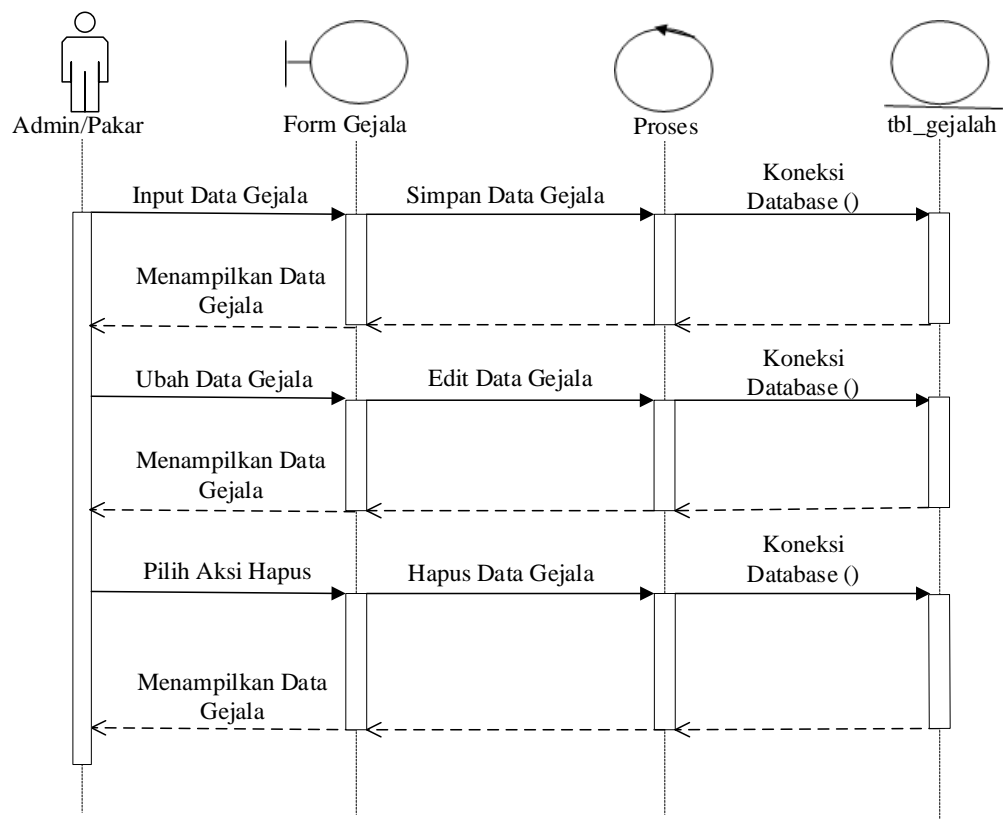 Admin/Pakar
Form Gejala
Proses
tbl_gejalah
Input Data Gejala
Simpan Data Gejala
Koneksi
Database ()
Menampilkan Data
Gejala
Ubah Data Gejala
Edit Data Gejala
Koneksi
Database ()
Menampilkan Data
Gejala
Pilih Aksi Hapus
Hapus Data Gejala
Koneksi
Database ()
Menampilkan Data
Gejala